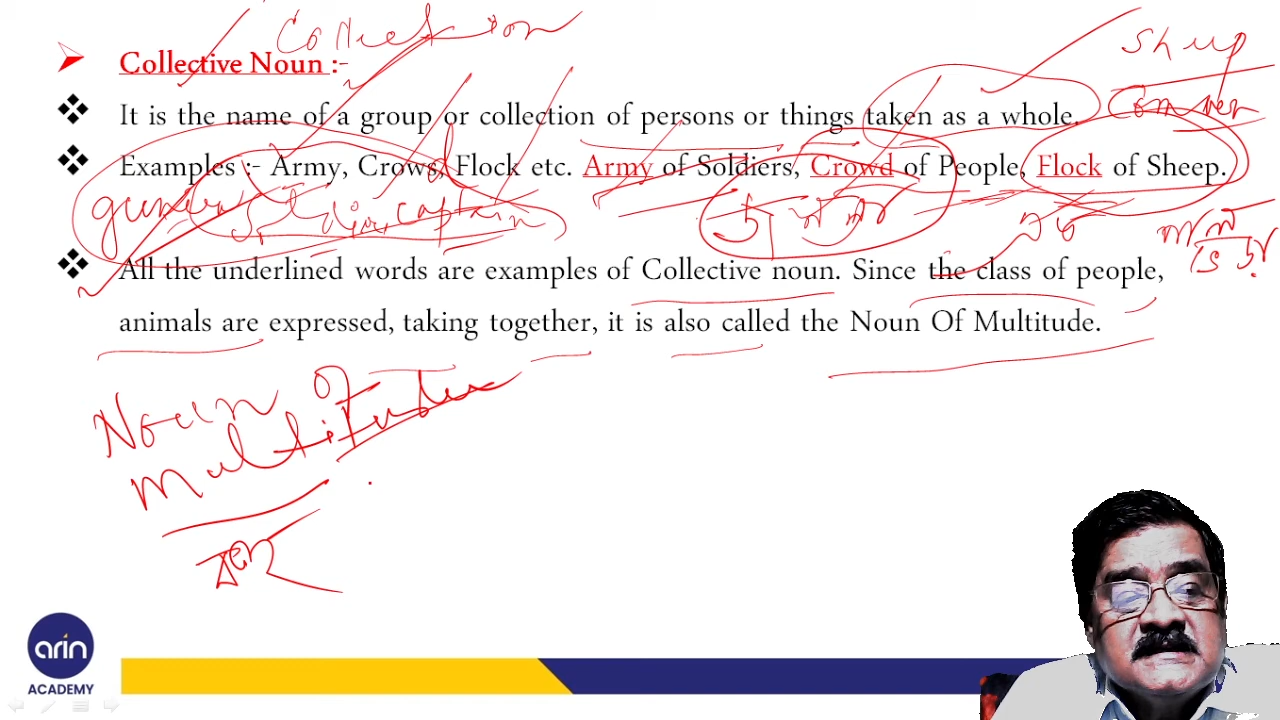 Collection
Sheep
Collective Noun :-
It is the name of a group or collection of persons or things taken as a whole.
Common
Examples :- Army, Crows, Flock etc. Army of Soldiers, Crowd of People, Flock of Sheep.
captain
All the underlined words are examples of Collective noun. Since the class of people,
animals are expressed, taking together, it is also called the Noun Of Multitude.
Noun of
Multitude
arin
ACADEMY